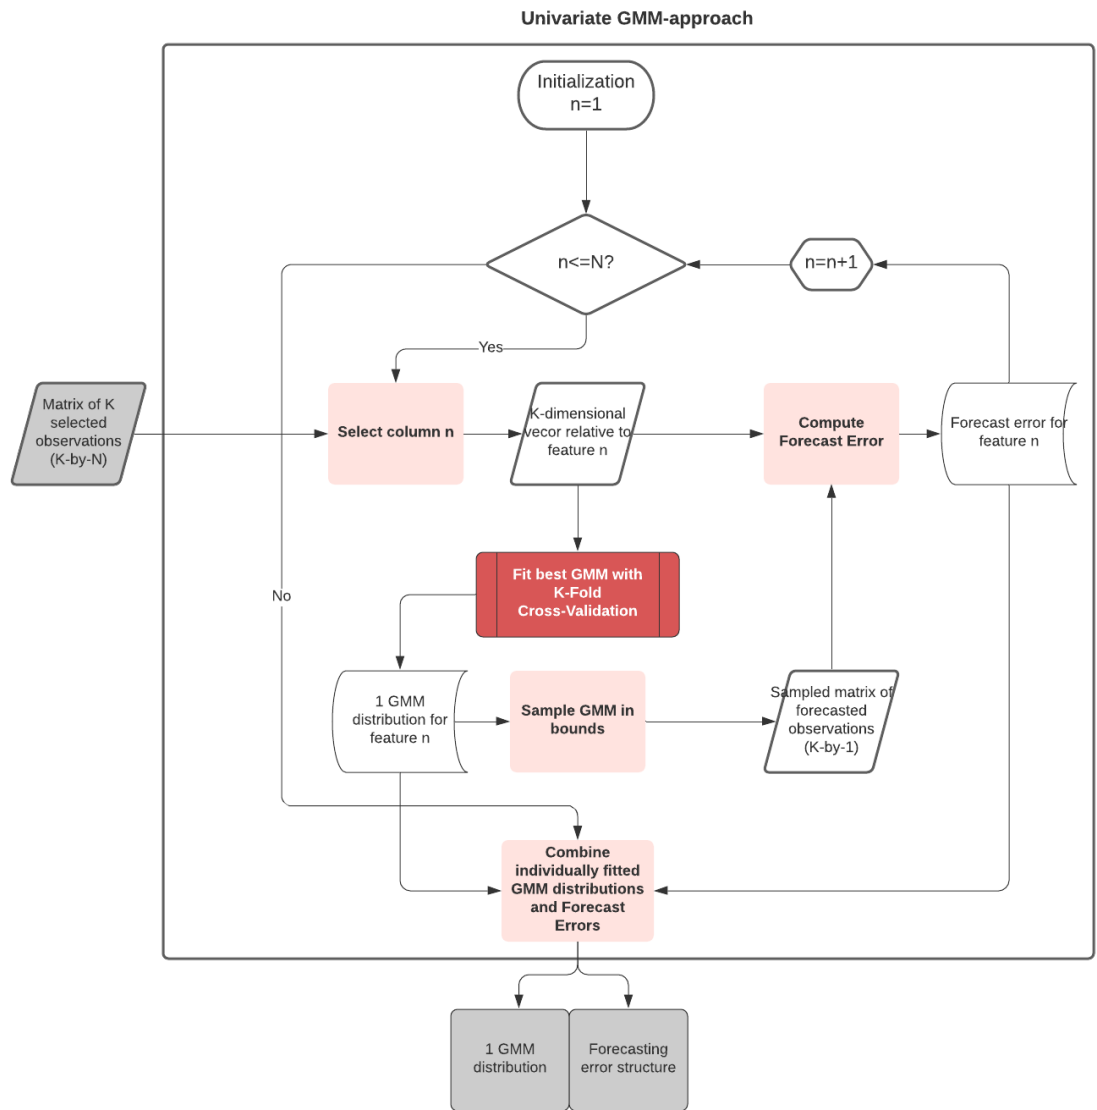 Univariate GMM-approach
Initialization
n=1
n<=N?
n=n+1
Yes
Matrix of K
selected
observations
(K-by-N)
Select column n
K-dimensional
vecor relative to
feature n
Compute
Forecast Error
Forecast error for
feature n
No
Fit best GMM with
K-Fold
Cross-Validation
1 GMM
distribution for
feature n
Sample GMM in
bounds
Sampled matrix of
forecasted
observations
(K-by-1)
Combine
individually fitted
GMM distributions
and Forecast
Errors
1 GMM
distribution
Forecasting
error structure